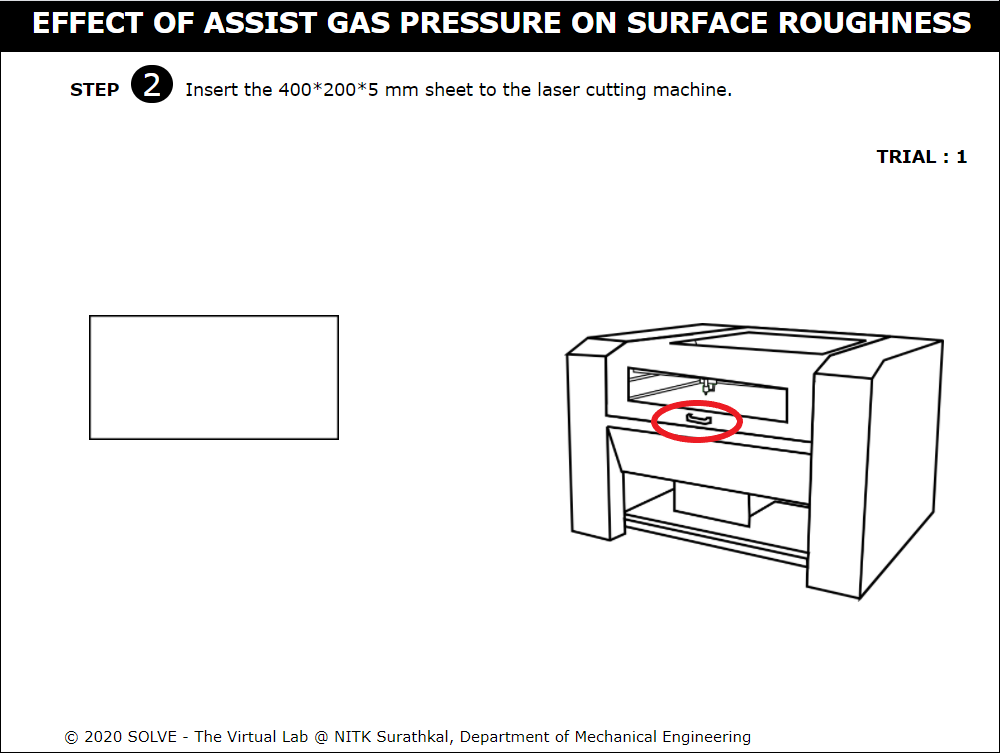 EFFECT OF ASSIST GAS PRESSURE ON SURFACE ROUGHNESS
STEP 2 Insert the 400*200*5 mm sheet to the laser cutting machine.
TRIAL : 1
© 2020 SOLVE - The Virtual Lab @ NITK Surathkal, Department of Mechanical Engineering